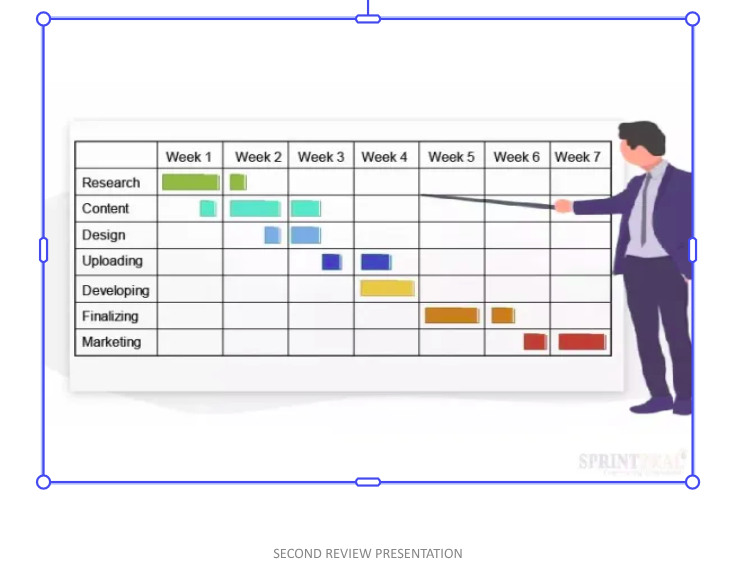 Week 1 Week 2 Week 3 Week 4 Week 5 Week 6 Week 7
Research
Content
Design
Uploading
Developing
Finalizing
Marketing
SPRINTZEAL
SECOND REVIEW PRESENTATION